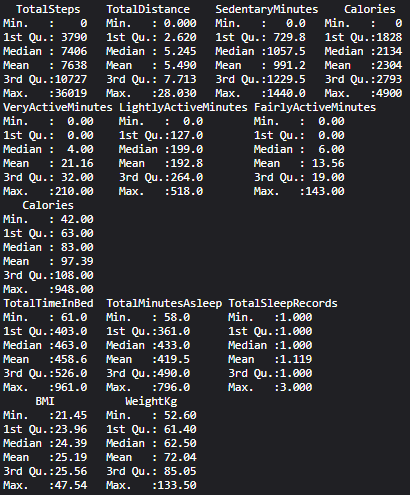 TotalSteps TotalDistance SedentaryMinutes Calories
Min. : 0 Min. : 0.000 Min. : 0.0 Min. : 0
1st Qu.: 3790 1st Qu.: 2.620 1st Qu.: 729.8 1st Qu.:1828
Median : 7406 Median : 5.245 Median :1057.5 Median :2134
Mean : 7638 Mean : 5.490 Mean : 991.2 Mean :2304
3rd Qu.:10727 3rd Qu.: 7.713 3rd Qu.:1229.5 3rd Qu.:2793
Max. :36019 Max. :28.030 Max. :1440.0 Max. :4900
VeryActiveMinutes LightlyActiveMinutes FairlyActiveMinutes
Min. : 0.00 Min. : 0.0 Min. : 0.00
1st Qu.: 0.00 1st Qu.:127.0 1st Qu.: 0.00
Median : 4.00 Median :199.0 Median : 6.00
Mean : 21.16 Mean :192.8 Mean : 13.56
3rd Qu.: 32.00 3rd Qu.:264.0 3rd Qu.: 19.00
Max. :210.00 Max. :518.0 Max. :143.00
Calories
Min. : 42.00
1st Qu.: 63.00
Median : 83.00
Mean : 97.39
3rd Qu.:108.00
Max. :948.00
TotalTimeInBed TotalMinutesAsleep TotalSleepRecords
Min. : 61.0 Min. : 58.0 Min. :1.000
1st Qu.:403.0 1st Qu.:361.0 1st Qu.:1.000
Median :463.0 Median :433.0 Median :1.000
Mean :458.6 Mean :419.5 Mean :1.119
3rd Qu.:526.0 3rd Qu.:490.0 3rd Qu.:1.000
Max. :961.0 Max. :796.0 Max. :3.000
BMI WeightKg
Min. :21.45 Min. : 52.60
1st Qu.:23.96 1st Qu.: 61.40
Median :24.39 Median : 62.50
Mean :25.19 Mean : 72.04
3rd Qu.:25.56 3rd Qu.: 85.05
Max. :47.54 Max. :133.50